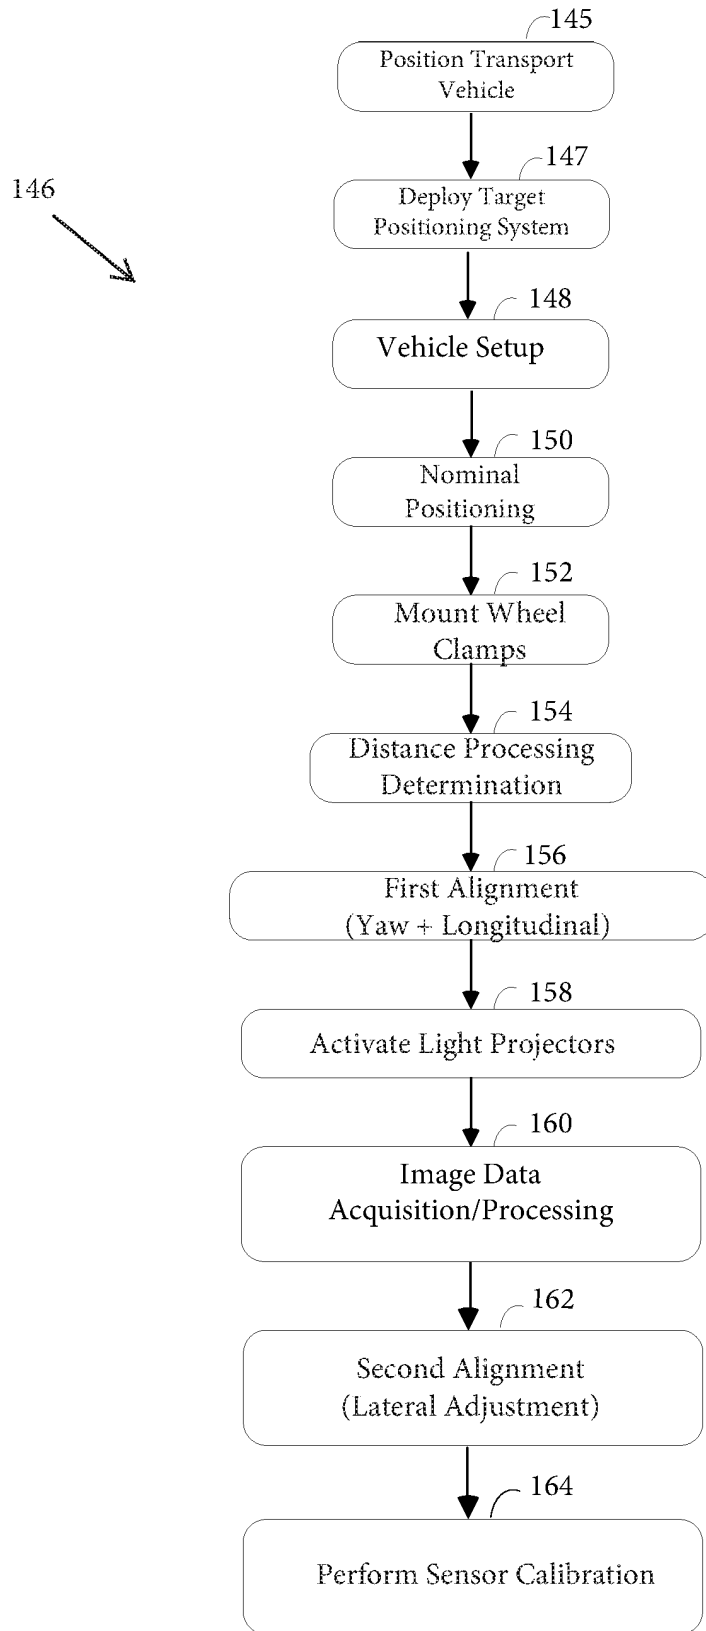 145
Position Transport
Vehicle
147
146
Deploy Target
Positioning System
148
Vehicle Setup
150
Nominal
Positioning
152
Mount Wheel
Clamps
154
Distance Processing
Determination
156
First Alignment
(Yaw + Longitudinal)
158
Activate Light Projectors
160
Image Data
Acquisition/Processing
162
Second Alignment
(Lateral Adjustment)
164
Perform Sensor Calibration